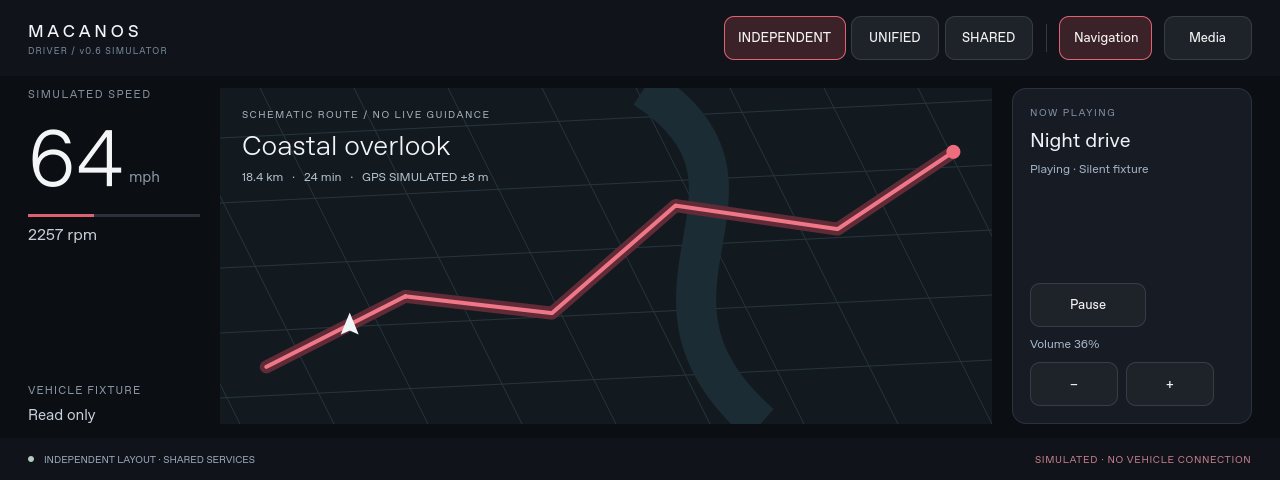 MACANOS
DRIVER / v0.6 SIMULATOR
INDEPENDENT
UNIFIED
SHARED
Navigation
Media
SIMULATED SPEED
64 mph
2257 rpm
VEHICLE FIXTURE
Read only
SCHEMATIC ROUTE / NO LIVE GUIDANCE
Coastal overlook
18.4 km · 24 min · GPS SIMULATED ±8 m
NOW PLAYING
Night drive
Playing · Silent fixture
Pause
Volume 36%
− +
INDEPENDENT LAYOUT · SHARED SERVICES
SIMULATED · NO VEHICLE CONNECTION